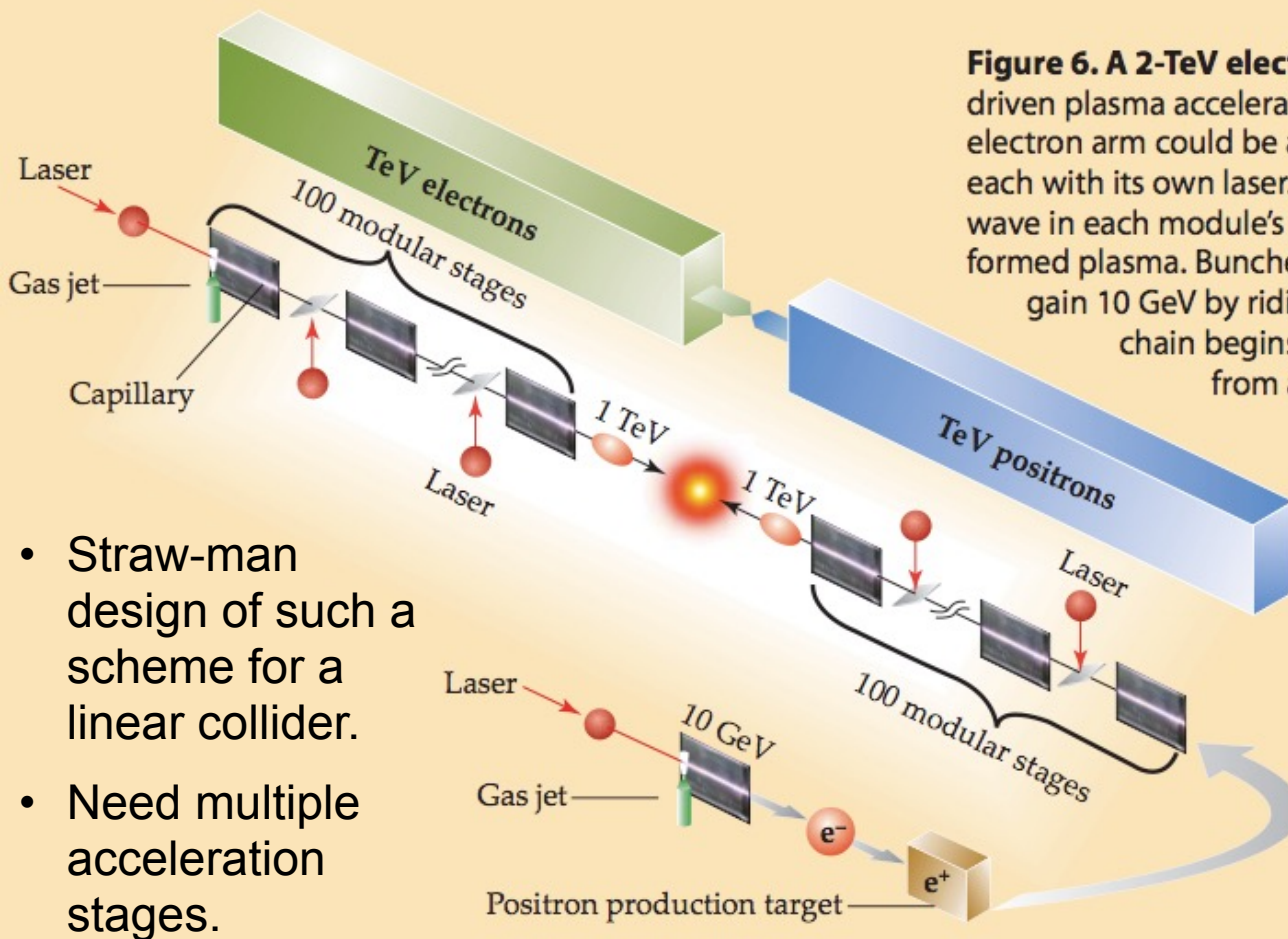 Figure 6. A 2-TeV elect
driven plasma accelera
electron arm could be a
each with its own laser.
wave in each module's
formed plasma. Bunche
gain 10 GeV by ridi
chain begins
from a
TeV electrons
Laser
100 modular stages
Gas jet
Capillary
TeV positrons
1 TeV
Laser
1 TeV
Laser
• Straw-man
design of such a
scheme for a
linear collider.
• Need multiple
acceleration
stages.
100 modular stages
Laser
10 GeV
Gas jet
e−
e+
Positron production target